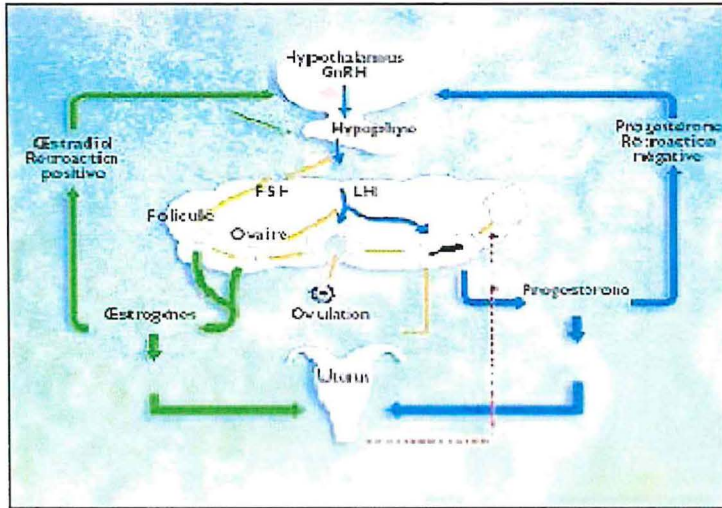 Hypothalamus
GnRH
Hypophyse
Œstradiol
Rétroaction
positive
Progestérone
Rétroaction
négative
FSH
LH
Follicule
Ovaire
Œstrogènes
Ovulation
Progestérone
Utérus